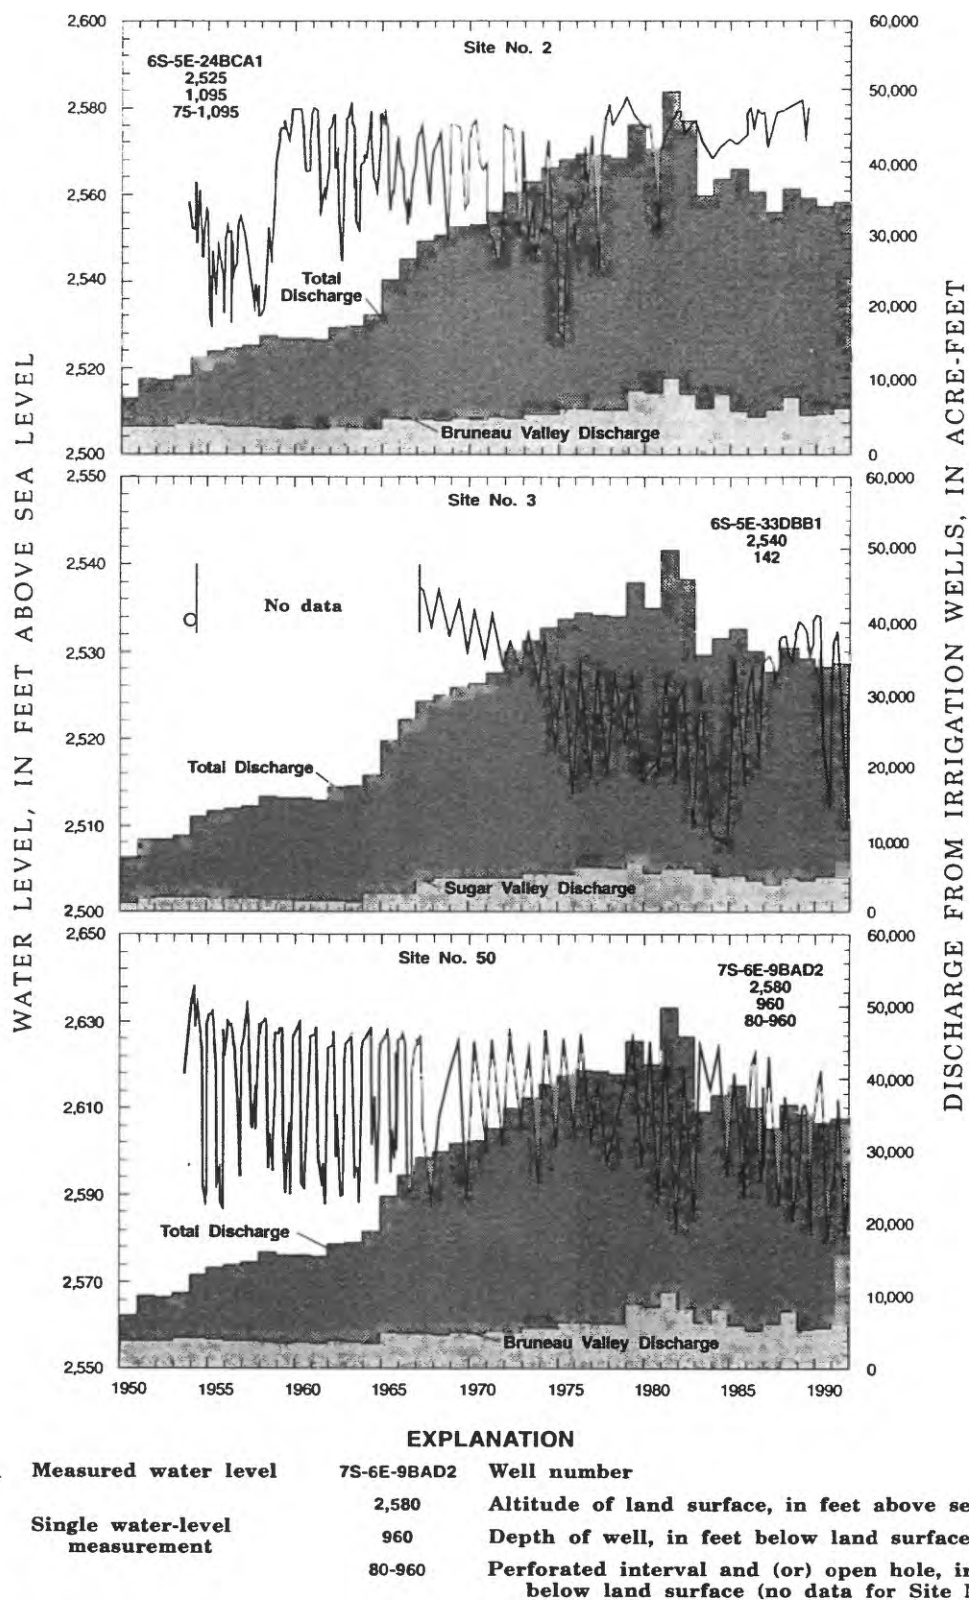 WATER LEVEL, IN FEET ABOVE SEA LEVEL
DISCHARGE FROM IRRIGATION WELLS, IN ACRE-FEET
2,600
2,580
2,560
2,540
2,520
2,500
Site No. 2
6S-5E-24BCA1
2,525
1,095
75-1,095
Total
Discharge
Bruneau Valley Discharge
60,000
50,000
40,000
30,000
20,000
10,000
0
2,550
2,540
2,530
2,520
2,510
2,500
Site No. 3
6S-5E-33DBB1
2,540
142
No data
Total Discharge
Sugar Valley Discharge
60,000
50,000
40,000
30,000
20,000
10,000
0
2,650
2,630
2,610
2,590
2,570
2,550
Site No. 50
7S-6E-9BAD2
2,580
960
80-960
Total Discharge
Bruneau Valley Discharge
60,000
50,000
40,000
30,000
20,000
10,000
0
1950 1955 1960 1965 1970 1975 1980 1985 1990
EXPLANATION
Measured water level
Single water-level
measurement
7S-6E-9BAD2 Well number
2,580 Altitude of land surface, in feet above se
960 Depth of well, in feet below land surface
80-960 Perforated interval and (or) open hole, in
below land surface (no data for Site